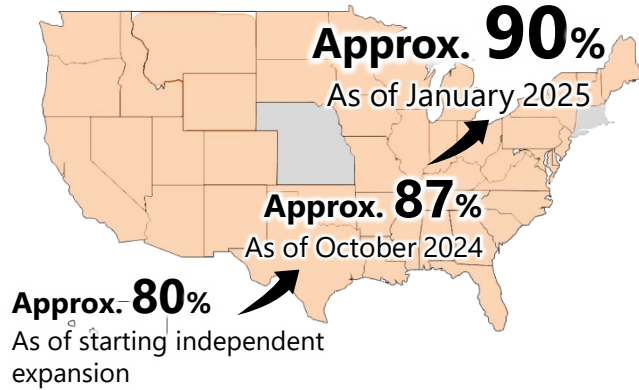 Approx. 90%
As of January 2025
Approx. 87%
As of October 2024
Approx. 80%
As of starting independent
expansion